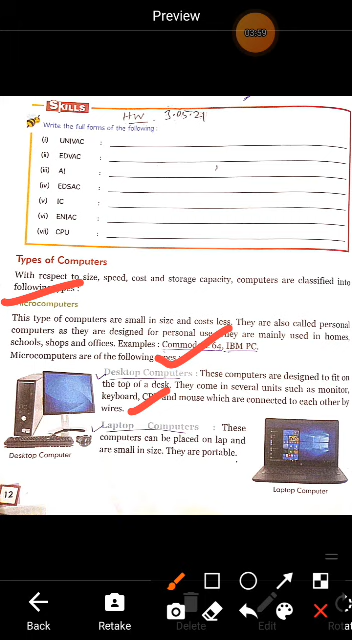 Preview
03:59
SKILLS
HW 3.05.21
Write the full forms of the following :
(i) UNIVAC :
(ii) EDVAC :
(iii) AI :
(iv) EDSAC :
(v) IC :
(vi) ENIAC :
(vii) CPU :
Types of Computers
With respect to size, speed, cost and storage capacity, computers are classified into
following types :
Microcomputers
This type of computers are small in size and costs less. They are also called personal
computers as they are designed for personal use. They are mainly used in homes,
schools, shops and offices. Examples: Commodore 64, IBM PC.
Microcomputers are of the following types
Desktop Computers : These computers are designed to fit on
the top of a desk. They come in several units such as monitor,
keyboard, CPU and mouse which are connected to each other by
wires.
Laptop Computers : These
computers can be placed on lap and
are small in size. They are portable.
Desktop Computer
Laptop Computer
12
Back
Retake
Delete
Edit
Rotat